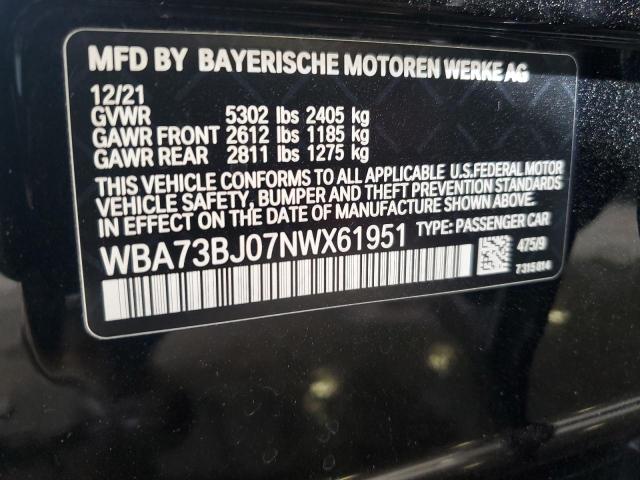 MFD BY BAYERISCHE MOTOREN WERKE AG
12/21
GVWR 5302 lbs 2405 kg
GAWR FRONT 2612 lbs 1185 kg
GAWR REAR 2811 lbs 1275 kg
THIS VEHICLE CONFORMS TO ALL APPLICABLE U.S.FEDERAL MOTOR
VEHICLE SAFETY, BUMPER AND THEFT PREVENTION STANDARDS
IN EFFECT ON THE DATE OF MANUFACTURE SHOWN ABOVE.
WBA73BJ07NWX61951 TYPE: PASSENGER CAR
475/9
7315014